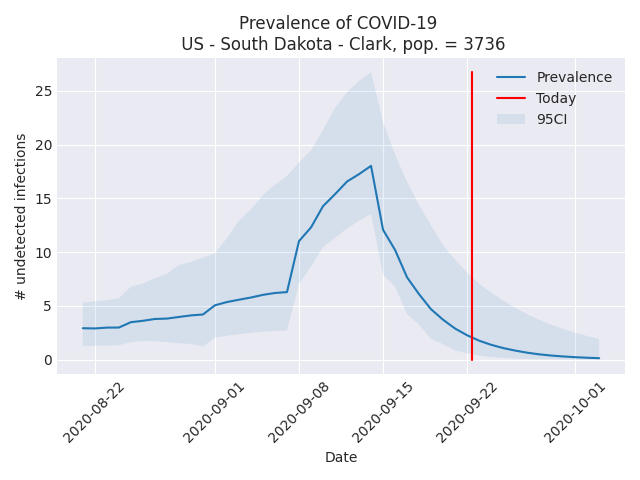 Prevalence of COVID-19
US - South Dakota - Clark, pop. = 3736
Prevalence
Today
95CI
# undetected infections
25
20
15
10
5
0
2020-08-22
2020-09-01
2020-09-08
2020-09-15
2020-09-22
2020-10-01
Date